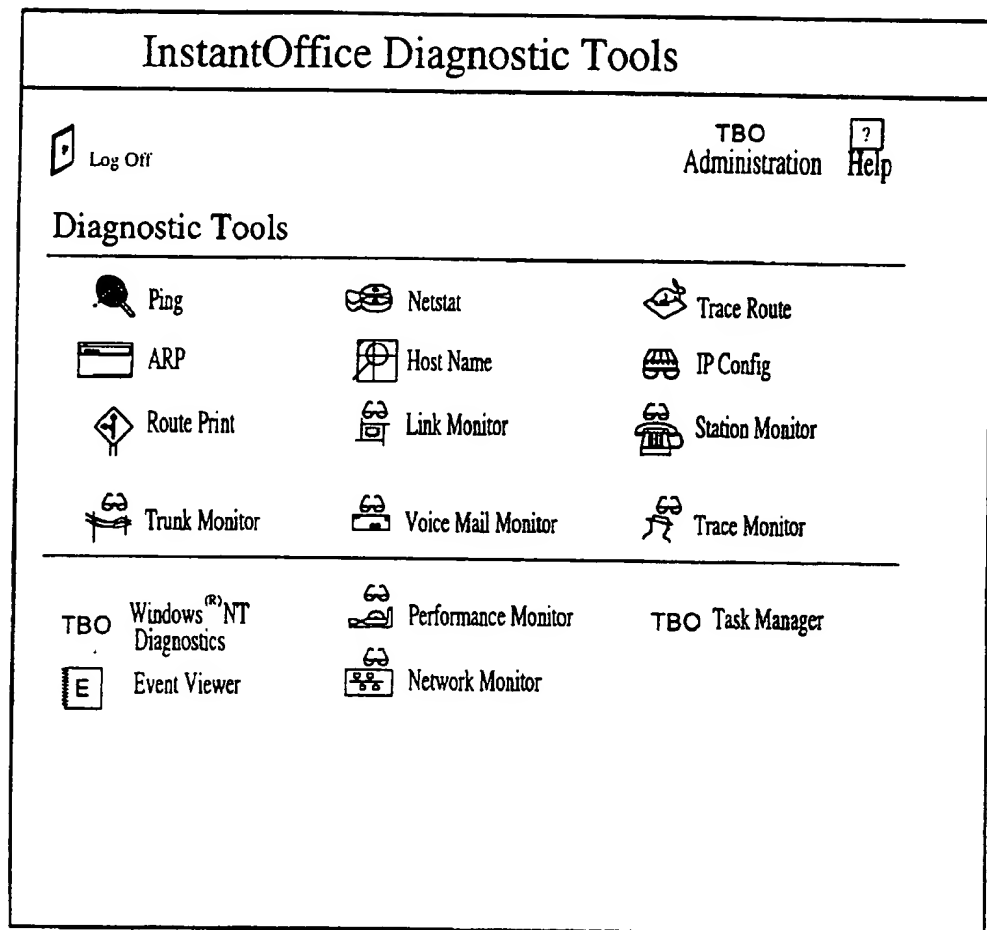 InstantOffice Diagnostic Tools
Log Off
TBO
Administration
?
Help
Diagnostic Tools
Ping
Netstat
Trace Route
ARP
Host Name
IP Config
Route Print
Link Monitor
Station Monitor
Trunk Monitor
Voice Mail Monitor
Trace Monitor
TBO Windows (R) NT
Diagnostics
Performance Monitor
TBO Task Manager
E Event Viewer
Network Monitor